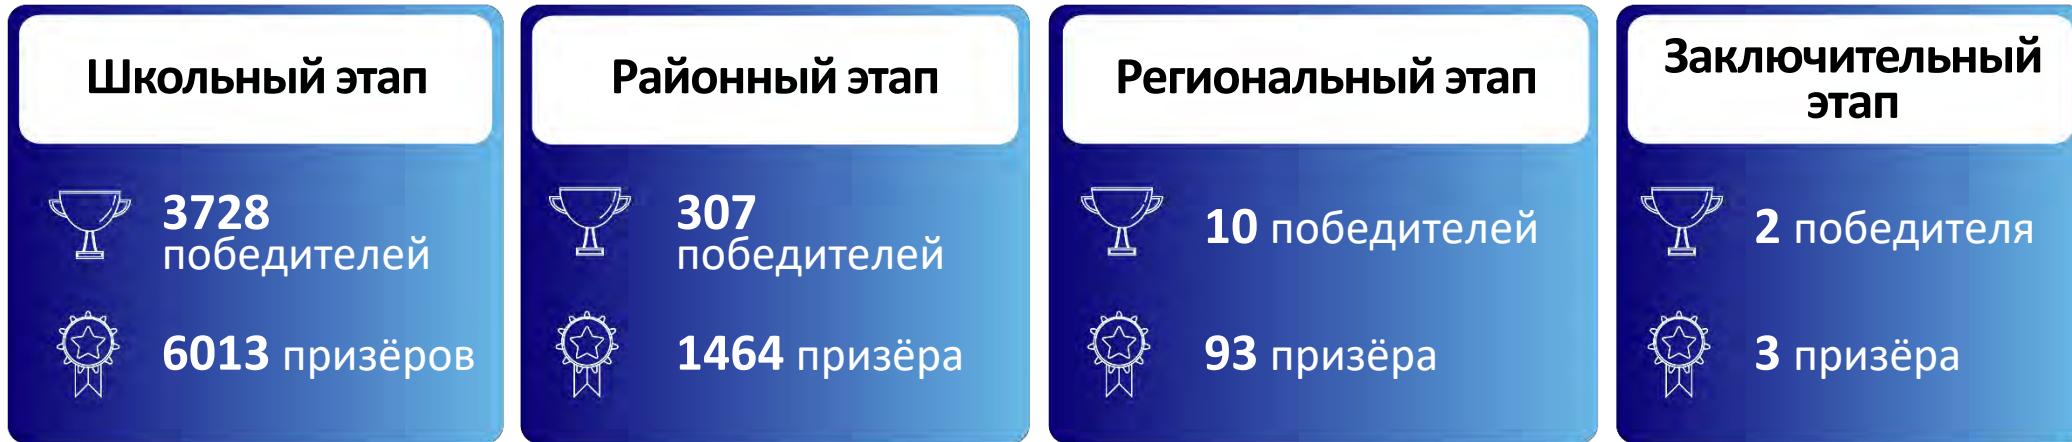 Школьный этап
3728
победителей
6013 призёров
Районный этап
307
победителей
1464 призёра
Региональный этап
10 победителей
93 призёра
Заключительный
этап
2 победителя
3 призёра